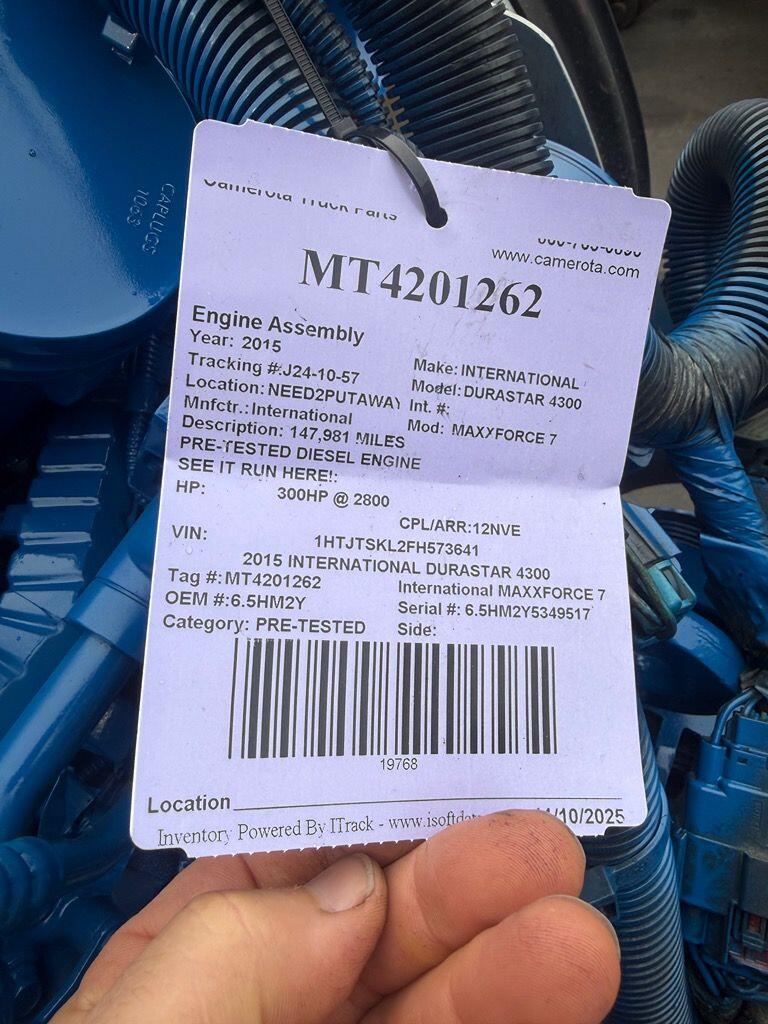 CAPLUGS
1063
Camerota Truck Parts
www.camerota.com
MT4201262
Engine Assembly
Year: 2015
Make: INTERNATIONAL
Tracking #:J24-10-57
Model: DURASTAR 4300
Location: NEED2PUTAWAY
Int. #:
Mnfctr.: International
Mod: MAXXFORCE 7
Description: 147,981 MILES
PRE-TESTED DIESEL ENGINE
SEE IT RUN HERE!:
HP: 300HP @ 2800
CPL/ARR:12NVE
VIN: 1HTJTSKL2FH573641
2015 INTERNATIONAL DURASTAR 4300
Tag #: MT4201262
International MAXXFORCE 7
OEM #:6.5HM2Y
Serial #: 6.5HM2Y5349517
Category: PRE-TESTED
Side:
19768
Location
Inventory Powered By ITrack - www.isoftdat
/10/2025